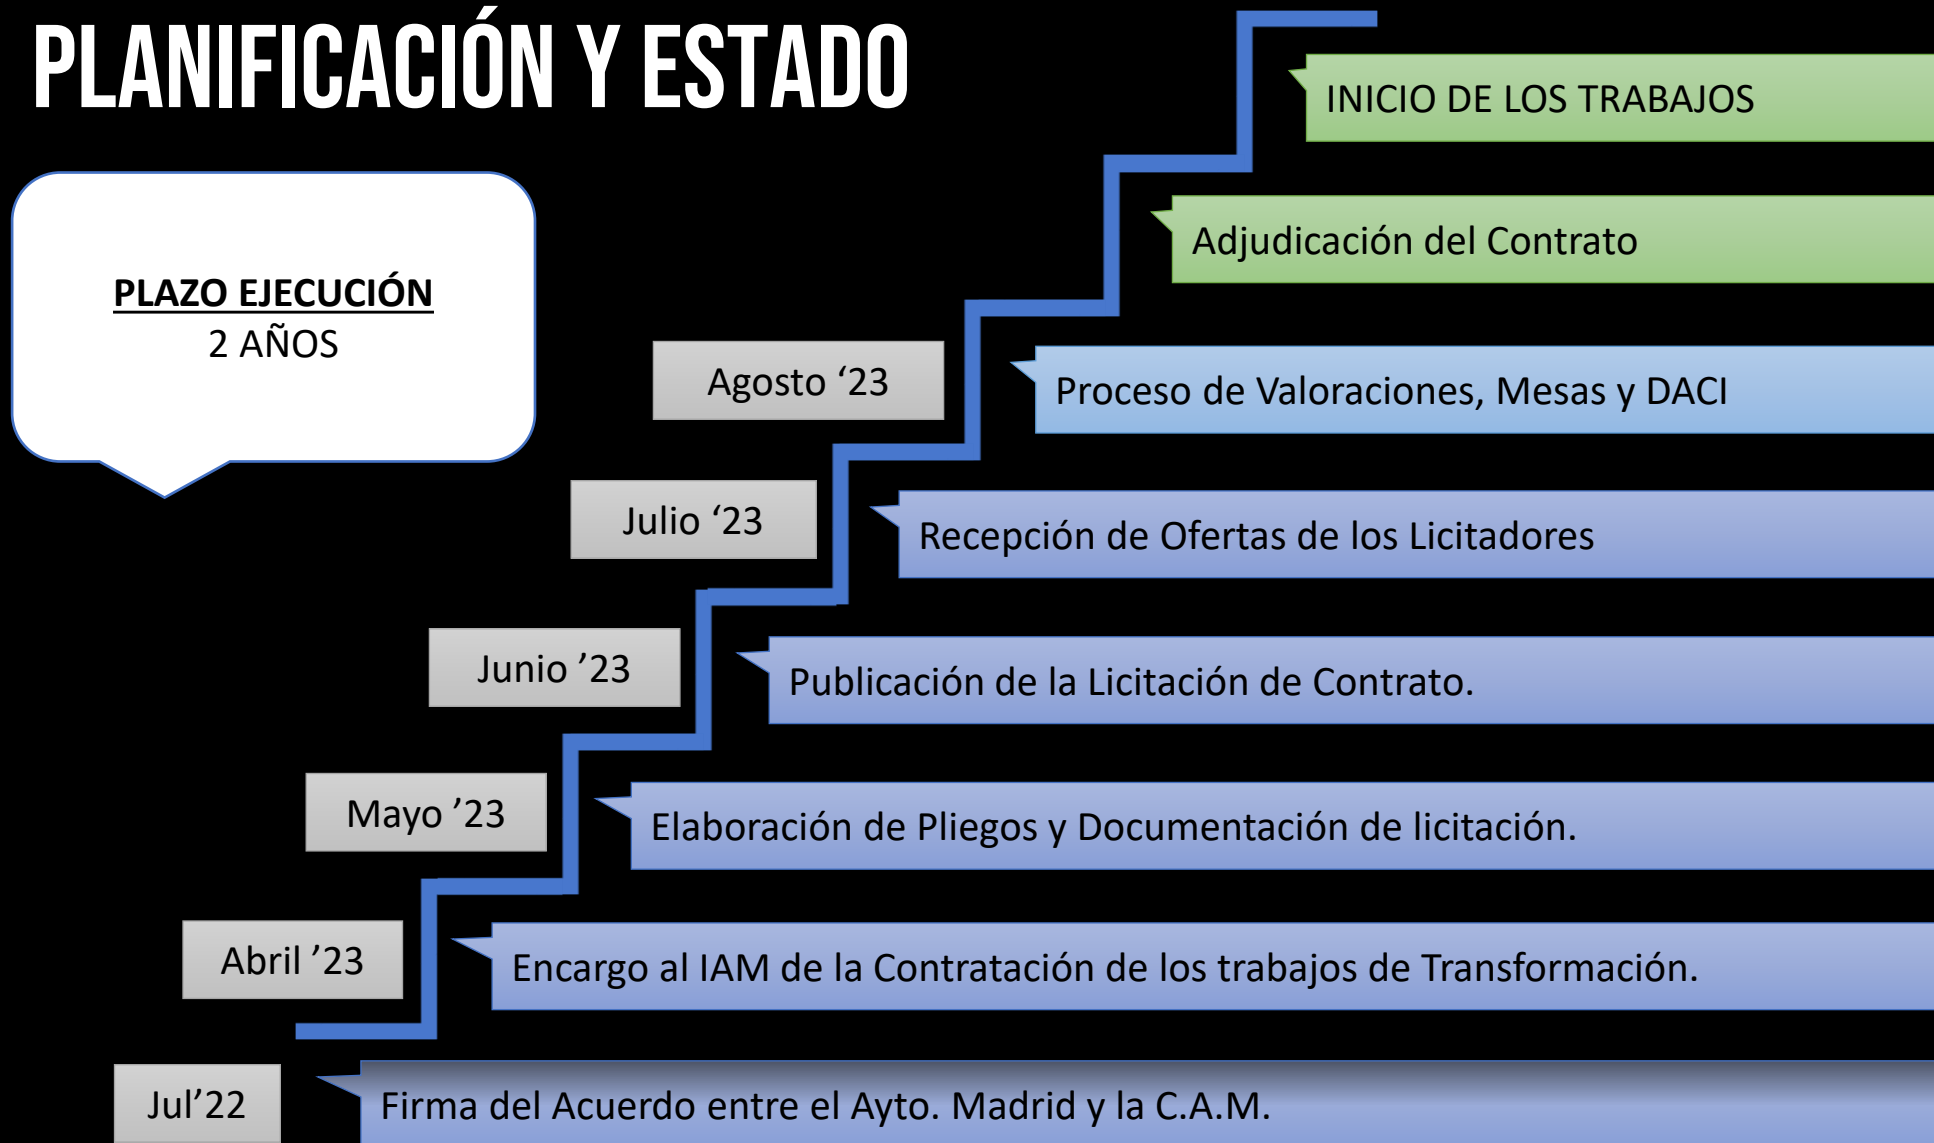 PLANIFICACIÓN Y ESTADO
INICIO DE LOS TRABAJOS
Adjudicación del Contrato
PLAZO EJECUCIÓN
2 AÑOS
Agosto ‘23
Proceso de Valoraciones, Mesas y DACI
Julio ‘23
Recepción de Ofertas de los Licitadores
Junio ’23
Publicación de la Licitación de Contrato.
Mayo ’23
Elaboración de Pliegos y Documentación de licitación.
Abril ’23
Encargo al IAM de la Contratación de los trabajos de Transformación.
Jul’22
Firma del Acuerdo entre el Ayto. Madrid y la C.A.M.